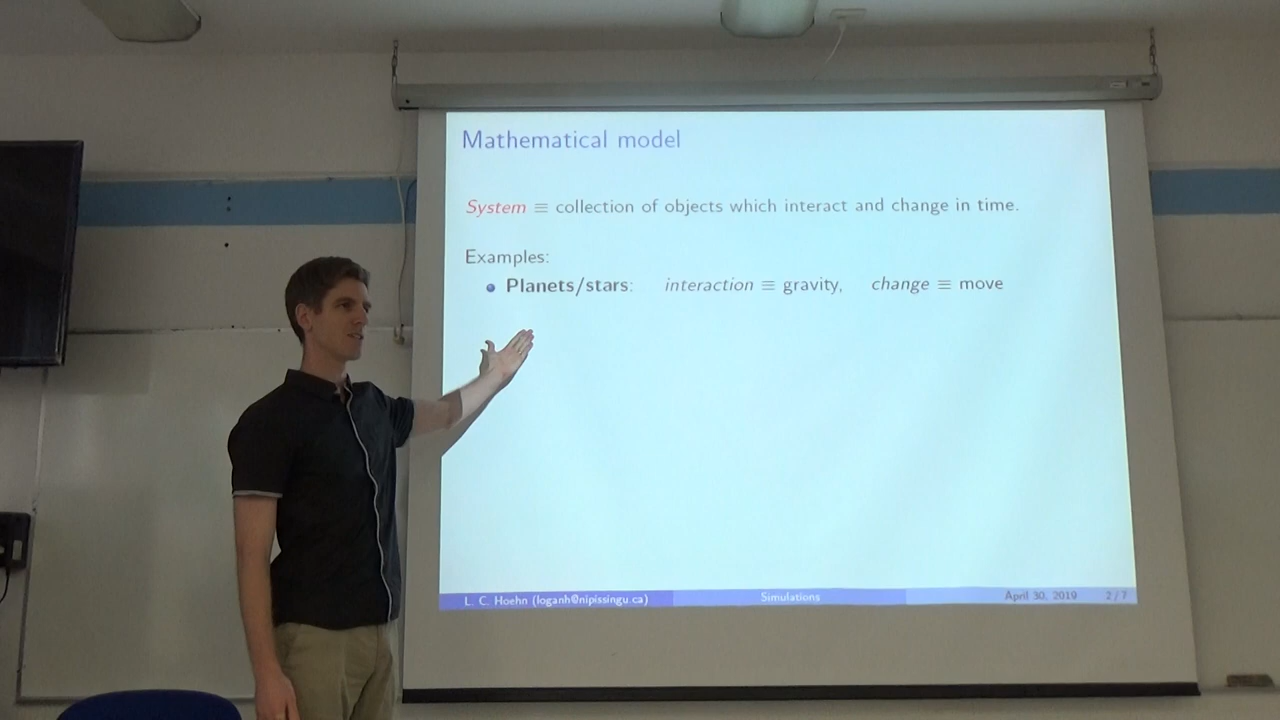 Mathematical model
System ≡ collection of objects which interact and change in time.
Examples:
Planets/stars: interaction ≡ gravity, change ≡ move
L. C. Hoehn (loganh@nipissingu.ca) Simulations April 30, 2019 2 / 7